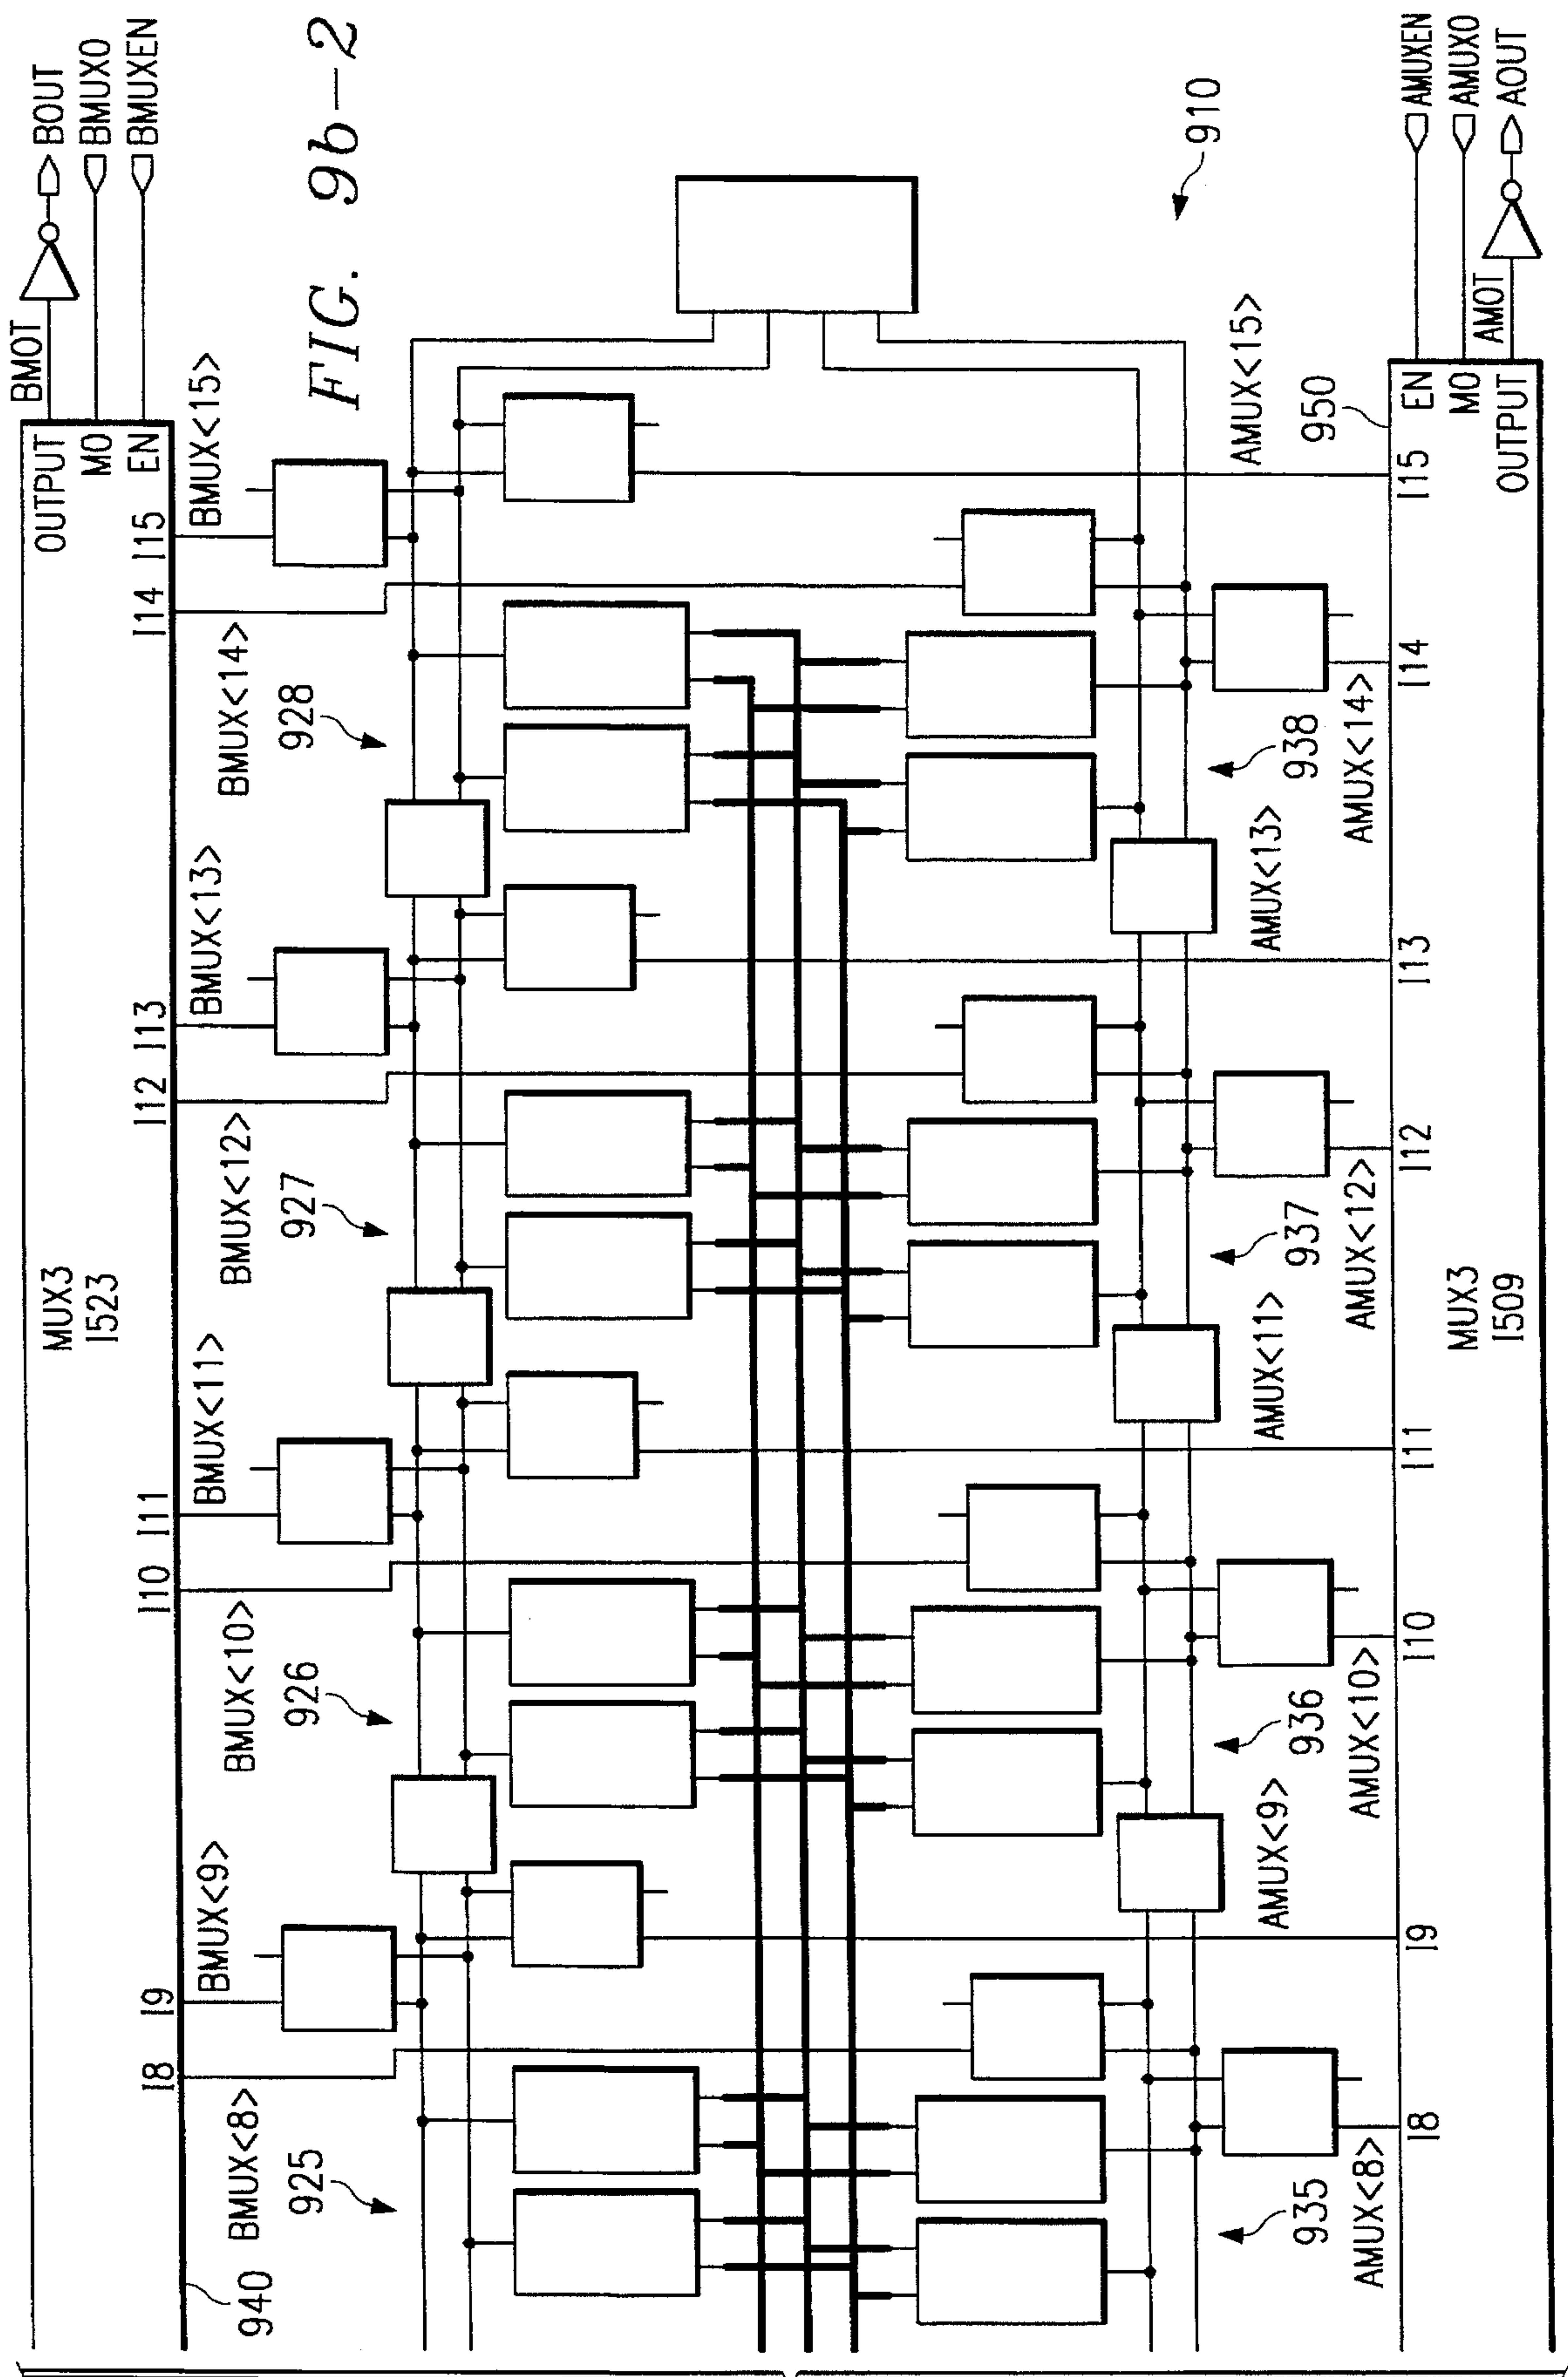 FIG. 9b-2
BOUT
BMUX0
BMUXEN
BMOT
OUTPUT
M0
EN
MUX3
I523
940
I8
I9
I10
I11
I12
I13
I14
I15
BMUX<8>
BMUX<9>
BMUX<10>
BMUX<11>
BMUX<12>
BMUX<13>
BMUX<14>
BMUX<15>
925
926
927
928
910
935
936
937
938
AMUX<8>
AMUX<9>
AMUX<10>
AMUX<11>
AMUX<12>
AMUX<13>
AMUX<14>
AMUX<15>
950
I8
I9
I10
I11
I12
I13
I14
I15
MUX3
I509
EN
M0
OUTPUT
AMOT
AMUXEN
AMUX0
AOUT